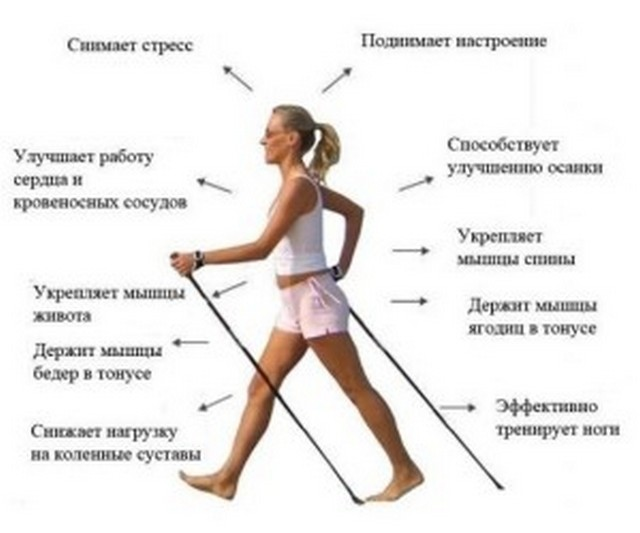 Снимает стресс
Поднимает настроение
Улучшает работу
сердца и
кровеносных сосудов
Способствует
улучшению осанки
Укрепляет
мышцы спины
Укрепляет мышцы
живота
Держит мышцы
ягодиц в тонусе
Держит мышцы
бедер в тонусе
Эффективно
тренирует ноги
Снижает нагрузку
на коленные суставы